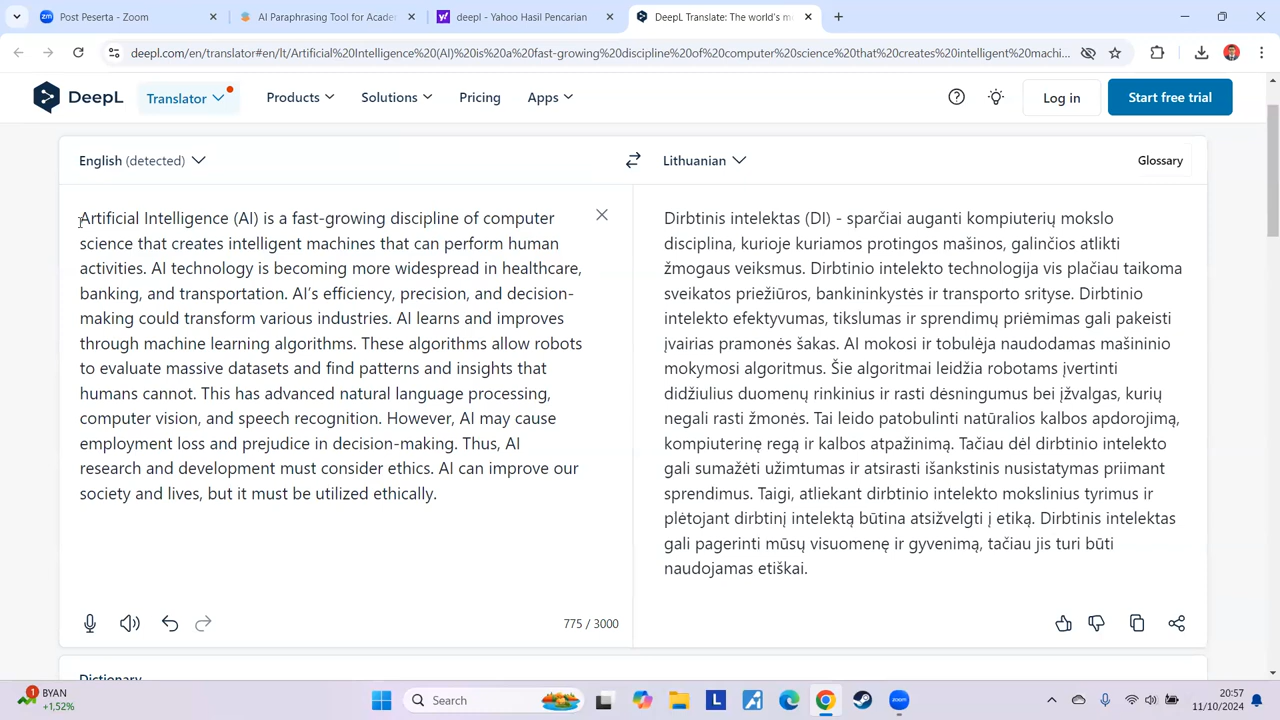 Post Peserta - Zoom
AI Paraphrasing Tool for Acader
deepl - Yahoo Hasil Pencarian
DeepL Translate: The world's m
deepl.com/en/translator#en/lt/Artificial%20Intelligence%20(AI)%20is%20a%20fast-growing%20discipline%20of%20computer%20science%20that%20creates%20intelligent%20machi...
DeepL
Translator
Products
Solutions
Pricing
Apps
Log in
Start free trial
English (detected)
Lithuanian
Glossary
Artificial Intelligence (AI) is a fast-growing discipline of computer
science that creates intelligent machines that can perform human
activities. AI technology is becoming more widespread in healthcare,
banking, and transportation. AI's efficiency, precision, and decision-
making could transform various industries. AI learns and improves
through machine learning algorithms. These algorithms allow robots
to evaluate massive datasets and find patterns and insights that
humans cannot. This has advanced natural language processing,
computer vision, and speech recognition. However, AI may cause
employment loss and prejudice in decision-making. Thus, AI
research and development must consider ethics. AI can improve our
society and lives, but it must be utilized ethically.
Dirbtinis intelektas (DI) - sparčiai auganti kompiuterių mokslo
disciplina, kurioje kuriamos protingos mašinos, galinčios atlikti
žmogaus veiksmus. Dirbtinio intelekto technologija vis plačiau taikoma
sveikatos priežiūros, bankininkystės ir transporto srityse. Dirbtinio
intelekto efektyvumas, tikslumas ir sprendimų priėmimas gali pakeisti
įvairias pramonės šakas. AI mokosi ir tobulėja naudodamas mašininio
mokymosi algoritmus. Šie algoritmai leidžia robotams įvertinti
didžiulius duomenų rinkinius ir rasti dėsningumus bei įžvalgas, kurių
negali rasti žmonės. Tai leido patobulinti natūralios kalbos apdorojimą,
kompiuterinę regą ir kalbos atpažinimą. Tačiau dėl dirbtinio intelekto
gali sumažėti užimtumas ir atsirasti išankstinis nusistatymas priimant
sprendimus. Taigi, atliekant dirbtinio intelekto mokslinius tyrimus ir
plėtojant dirbtinį intelektą būtina atsižvelgti į etiką. Dirbtinis intelektas
gali pagerinti mūsų visuomenę ir gyvenimą, tačiau jis turi būti
naudojamas etiškai.
775 / 3000
Dictionary
1
BYAN
+1.52%
Search
20:57
11/10/2024